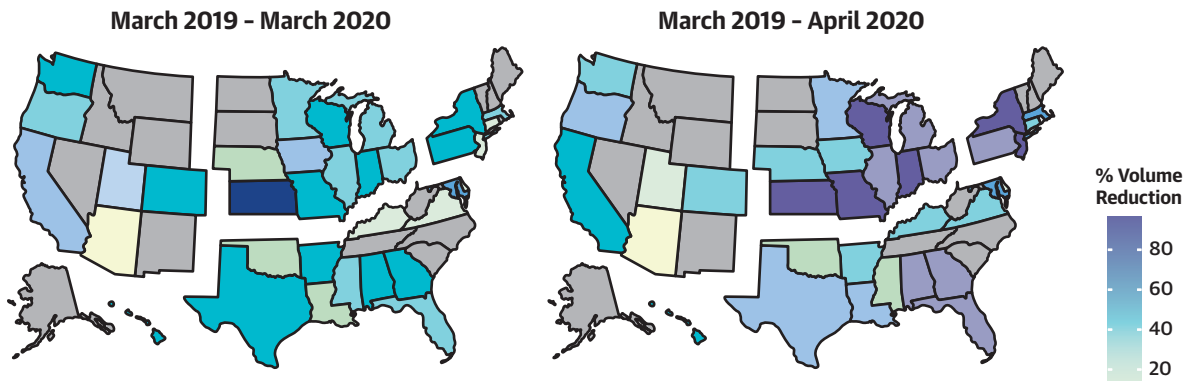 March 2019 – March 2020
March 2019 – April 2020
% Volume
Reduction
80
60
40
20